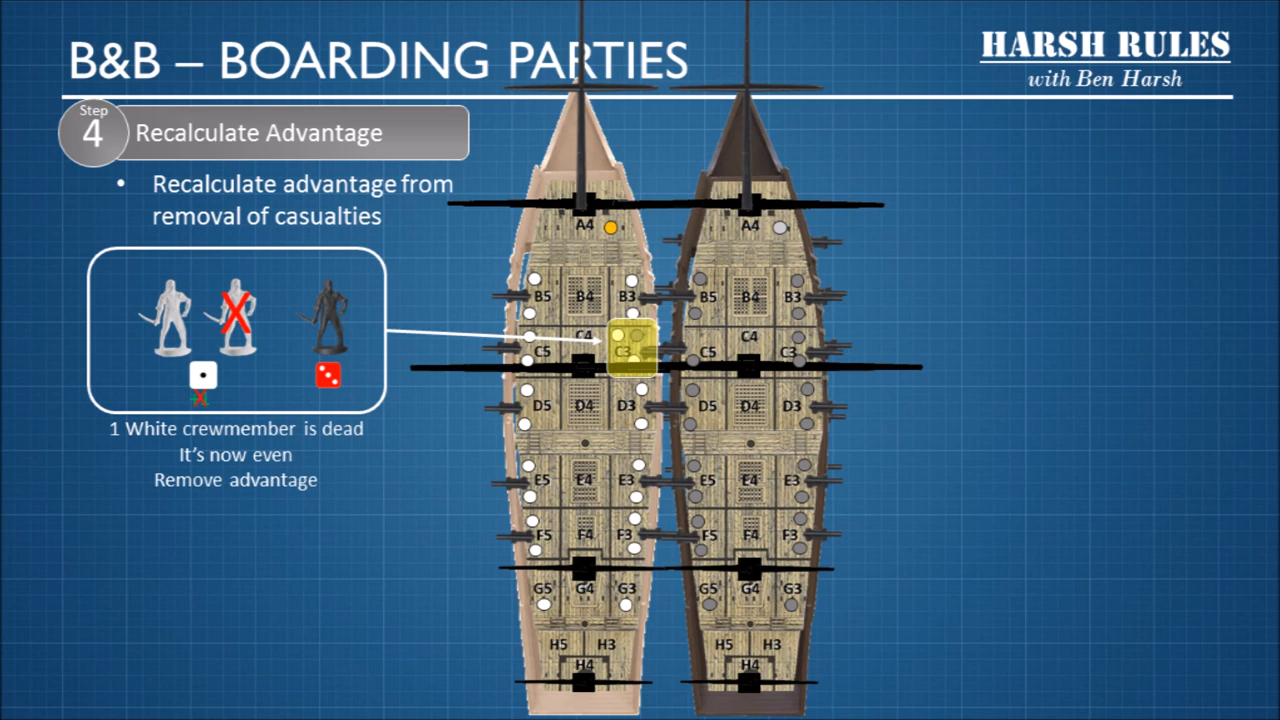 B&B – BOARDING PARTIES
HARSH RULES
with Ben Harsh
Step
4
Recalculate Advantage
• Recalculate advantage from
removal of casualties
1 White crewmember is dead
It's now even
Remove advantage
A4 A4
B5 B4 B3 B5 B4 B3
C4 C4
C5 C3 C5 C3
D5 D4 D3 D5 D4 D3
E5 E4 E3 E5 E4 E3
F5 F4 F3 F5 F4 F3
G5 G4 G3 G5 G4 G3
H5 H3 H5 H3
H4 H4